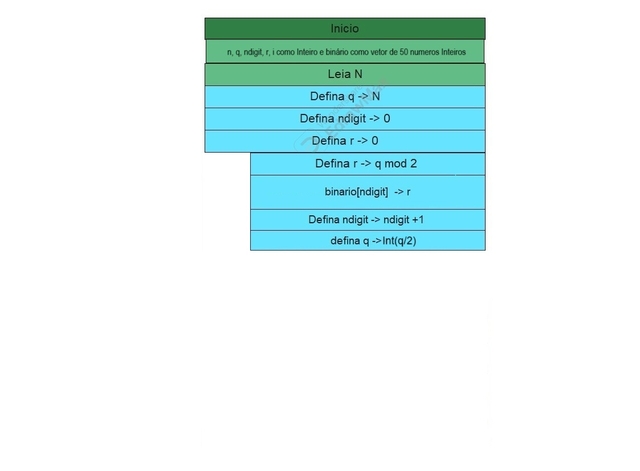 Inicio
n, q, ndigit, r, i como Inteiro e binário como vetor de 50 numeros Inteiros
Leia N
Defina q -> N
Defina ndigit -> 0
Defina r -> 0
Defina r -> q mod 2
binario[ndigit] -> r
Defina ndigit -> ndigit +1
defina q ->Int(q/2)